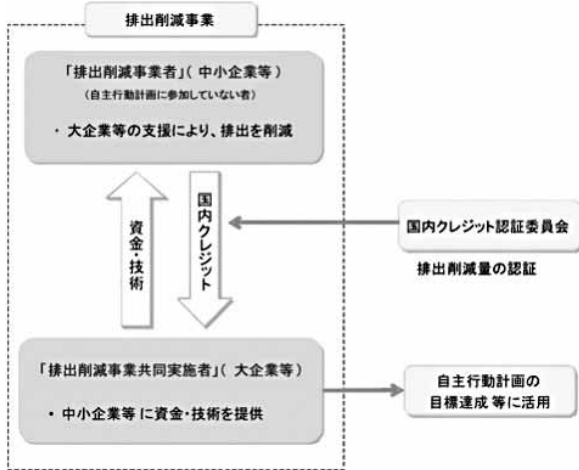 排出削減事業
「排出削減事業者」(中小企業等)
(自主行動計画に参加していない者)
・ 大企業等の支援により、排出を削減
資金・技術
国内クレジット
国内クレジット認証委員会
排出削減量の認証
「排出削減事業共同実施者」( 大企業等)
・ 中小企業等 に資金・技術を提供
自主行動計画の
目標達成 等に活用